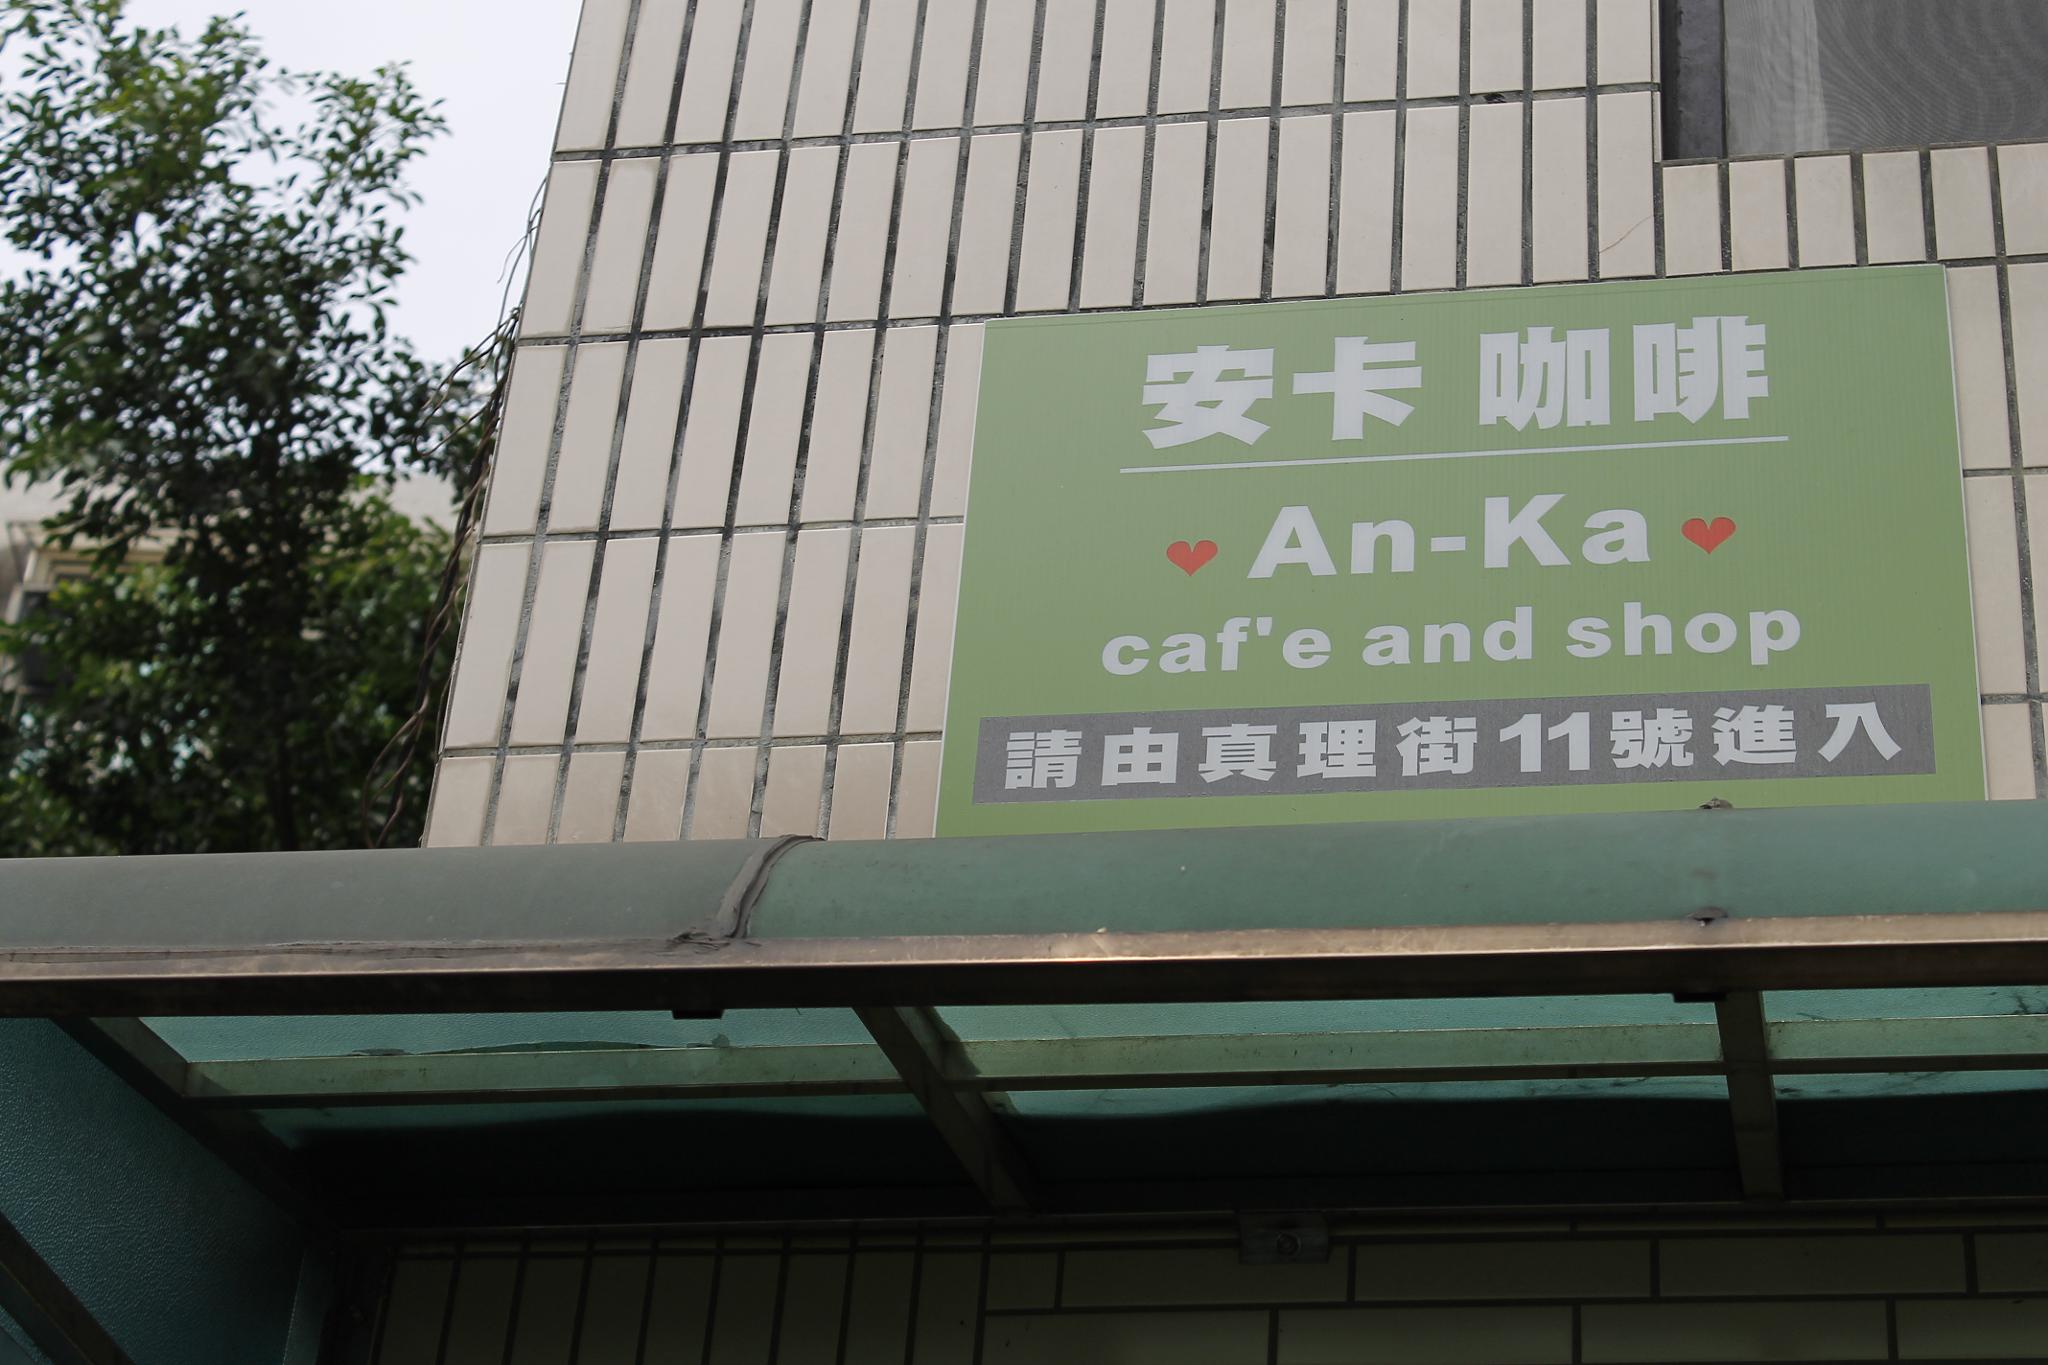 安卡 咖啡
An-Ka
caf'e and shop
請由真理街11號進入